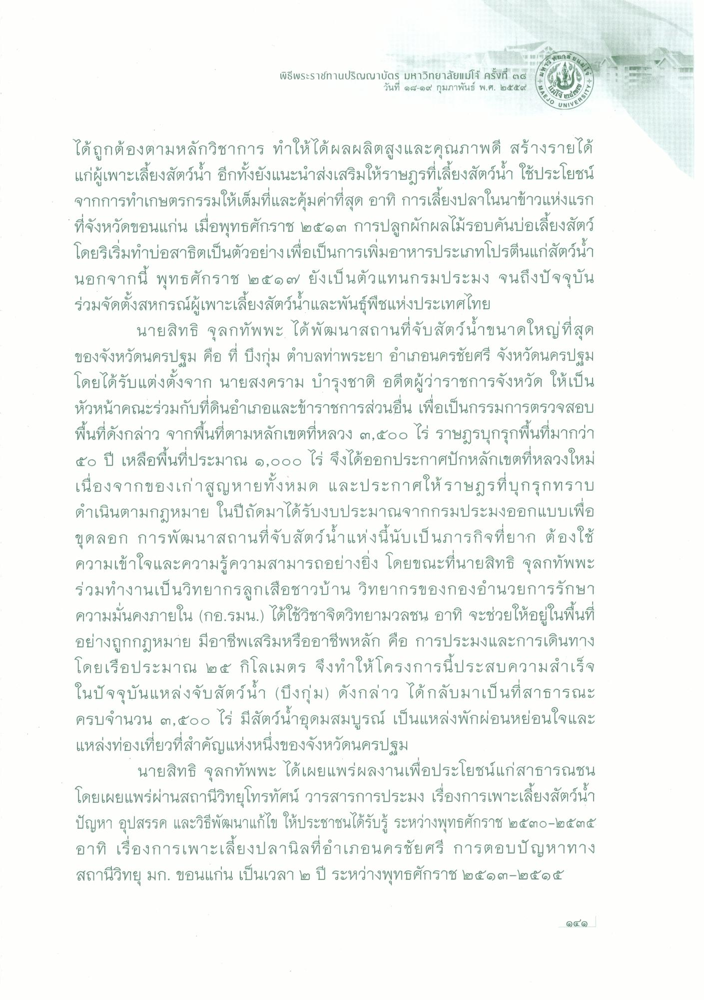 พิธีพระราชทานปริญญาบัตร มหาวิทยาลัยแม่โจ้ ครั้งที่ ๓๘
วันที่ ๑๘-๑๙ กุมภาพันธ์ พ.ศ. ๒๕๕๙
มหาวิทยาลัยแม่โจ้
แม่โจ้ ๒๔๗๗
MAEJO UNIVERSITY
ได้ถูกต้องตามหลักวิชาการ ทำให้ได้ผลผลิตสูงและคุณภาพดี สร้างรายได้
แก่ผู้เพาะเลี้ยงสัตว์น้ำ อีกทั้งยังแนะนำส่งเสริมให้ราษฎรที่เลี้ยงสัตว์น้ำ ใช้ประโยชน์
จากการทำเกษตรกรรมให้เต็มที่และคุ้มค่าที่สุด อาทิ การเลี้ยงปลาในนาข้าวแห่งแรก
ที่จังหวัดขอนแก่น เมื่อพุทธศักราช ๒๕๑๓ การปลูกผักผลไม้รอบคันบ่อเลี้ยงสัตว์
โดยริเริ่มทำบ่อสาธิตเป็นตัวอย่างเพื่อเป็นการเพิ่มอาหารประเภทโปรตีนแก่สัตว์น้ำ
นอกจากนี้ พุทธศักราช ๒๕๑๗ ยังเป็นตัวแทนกรมประมง จนถึงปัจจุบัน
ร่วมจัดตั้งสหกรณ์ผู้เพาะเลี้ยงสัตว์น้ำและพันธุ์พืชแห่งประเทศไทย
นายสิทธิ จุลกทัพพะ ได้พัฒนาสถานที่จับสัตว์น้ำขนาดใหญ่ที่สุด
ของจังหวัดนครปฐม คือ ที่ บึงกุ่ม ตำบลท่าพระยา อำเภอนครชัยศรี จังหวัดนครปฐม
โดยได้รับแต่งตั้งจาก นายสงคราม บำรุงชาติ อดีตผู้ว่าราชการจังหวัด ให้เป็น
หัวหน้าคณะร่วมกับที่ดินอำเภอและข้าราชการส่วนอื่น เพื่อเป็นกรรมการตรวจสอบ
พื้นที่ดังกล่าว จากพื้นที่ตามหลักเขตที่หลวง ๓,๕๐๐ ไร่ ราษฎรบุกรุกพื้นที่มากว่า
๕๐ ปี เหลือพื้นที่ประมาณ ๑,๐๐๐ ไร่ จึงได้ออกประกาศปักหลักเขตที่หลวงใหม่
เนื่องจากของเก่าสูญหายทั้งหมด และประกาศให้ราษฎรที่บุกรุกทราบ
ดำเนินตามกฎหมาย ในปีถัดมาได้รับงบประมาณจากกรมประมงออกแบบเพื่อ
ขุดลอก การพัฒนาสถานที่จับสัตว์น้ำแห่งนี้นับเป็นภารกิจที่ยาก ต้องใช้
ความเข้าใจและความรู้ความสามารถอย่างยิ่ง โดยขณะที่นายสิทธิ จุลกทัพพะ
ร่วมทำงานเป็นวิทยากรลูกเสือชาวบ้าน วิทยากรของกองอำนวยการรักษา
ความมั่นคงภายใน (กอ.รมน.) ได้ใช้วิชาจิตวิทยามวลชน อาทิ จะช่วยให้อยู่ในพื้นที่
อย่างถูกกฎหมาย มีอาชีพเสริมหรืออาชีพหลัก คือ การประมงและการเดินทาง
โดยเรือประมาณ ๒๕ กิโลเมตร จึงทำให้โครงการนี้ประสบความสำเร็จ
ในปัจจุบันแหล่งจับสัตว์น้ำ (บึงกุ่ม) ดังกล่าว ได้กลับมาเป็นที่สาธารณะ
ครบจำนวน ๓,๕๐๐ ไร่ มีสัตว์น้ำอุดมสมบูรณ์ เป็นแหล่งพักผ่อนหย่อนใจและ
แหล่งท่องเที่ยวที่สำคัญแห่งหนึ่งของจังหวัดนครปฐม
นายสิทธิ จุลกทัพพะ ได้เผยแพร่ผลงานเพื่อประโยชน์แก่สาธารณชน
โดยเผยแพร่ผ่านสถานีวิทยุโทรทัศน์ วารสารการประมง เรื่องการเพาะเลี้ยงสัตว์น้ำ
ปัญหา อุปสรรค และวิธีพัฒนาแก้ไข ให้ประชาชนได้รับรู้ ระหว่างพุทธศักราช ๒๕๓๐-๒๕๓๕
อาทิ เรื่องการเพาะเลี้ยงปลานิลที่อำเภอนครชัยศรี การตอบปัญหาทาง
สถานีวิทยุ มก. ขอนแก่น เป็นเวลา ๒ ปี ระหว่างพุทธศักราช ๒๕๑๓-๒๕๑๕
๑๔๑